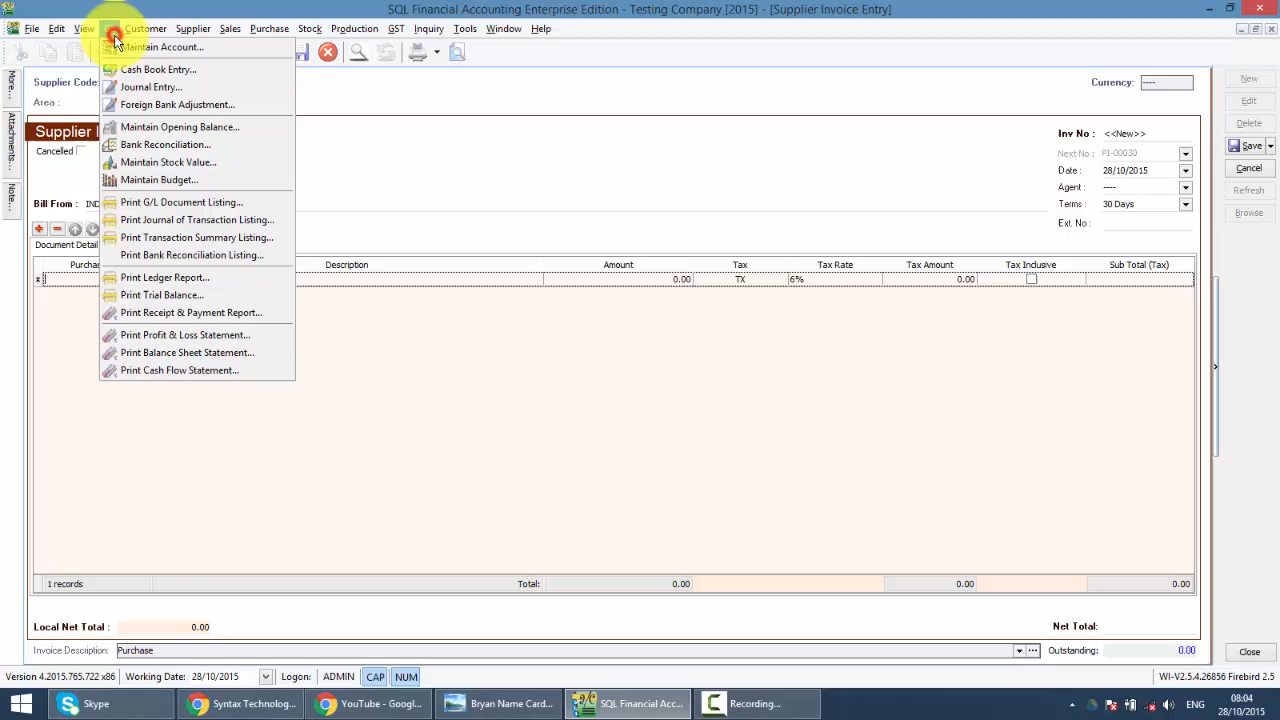 SQL Financial Accounting Enterprise Edition - Testing Company [2015] - [Supplier Invoice Entry]
File Edit View Customer Supplier Sales Purchase Stock Production GST Inquiry Tools Window Help
Maintain Account...
Cash Book Entry...
Journal Entry...
Foreign Bank Adjustment...
Maintain Opening Balance...
Bank Reconciliation...
Maintain Stock Value...
Maintain Budget...
Print G/L Document Listing...
Print Journal of Transaction Listing...
Print Transaction Summary Listing...
Print Bank Reconciliation Listing...
Print Ledger Report...
Print Trial Balance...
Print Receipt & Payment Report...
Print Profit & Loss Statement...
Print Balance Sheet Statement...
Print Cash Flow Statement...
More...
Attachments...
Note...
Supplier Code:
Area :
Currency: ----
Supplier I
Cancelled
Bill From : IND
Inv No : <<New>>
Next No : PI-00030
Date : 28/10/2015
Agent : ----
Terms : 30 Days
Ext. No :
New
Edit
Delete
Save
Cancel
Refresh
Browse
Document Detail
Purchas Description Amount Tax Tax Rate Tax Amount Tax Inclusive Sub Total (Tax)
0.00 TX 6% 0.00
1 records Total: 0.00 0.00 0.00
Local Net Total : 0.00 Net Total:
Invoice Description: Purchase Outstanding: 0.00
Close
Version 4.2015.765.722 x86 Working Date: 28/10/2015 Logon: ADMIN CAP NUM WI-V2.5.4.26856 Firebird 2.5
Skype Syntax Technolog... YouTube - Googl... Bryan Name Card... SQL Financial Acc... Recording...
ENG
08:04
28/10/2015